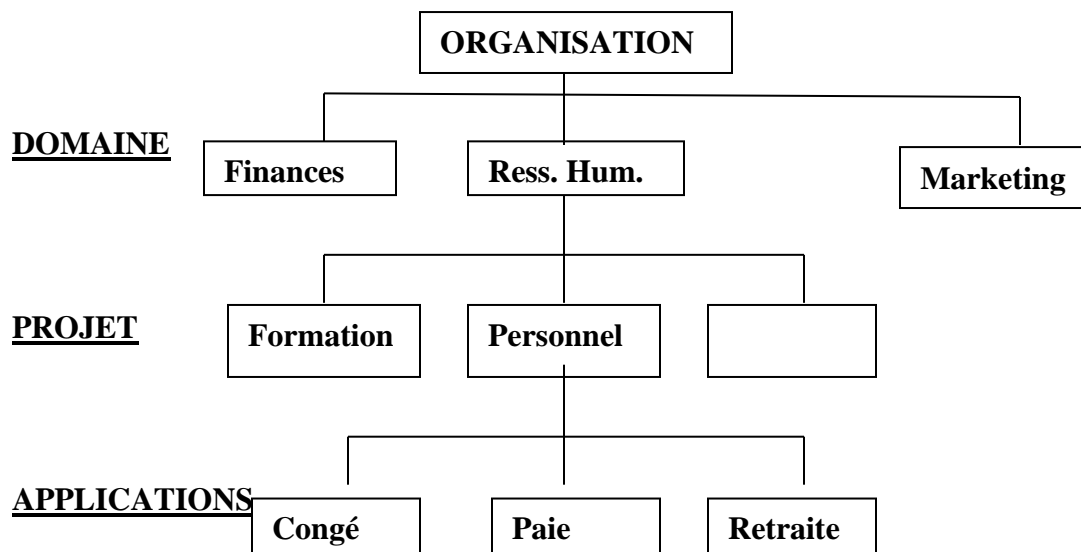 ORGANISATION
DOMAINE
Finances
Ress. Hum.
Marketing
PROJET
Formation
Personnel
APPLICATIONS
Congé
Paie
Retraite